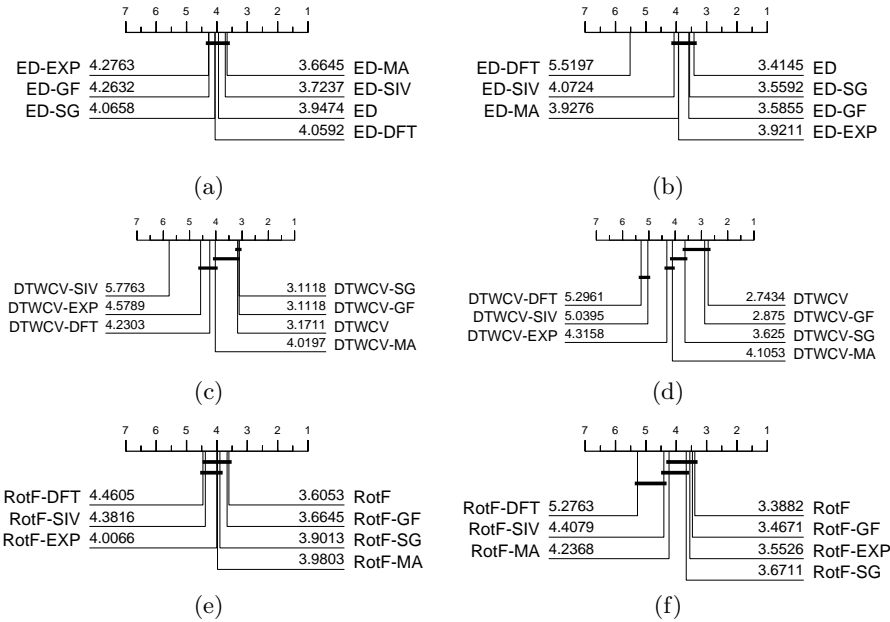 7 6 5 4 3 2 1
ED-EXP 4.2763 3.6645 ED-MA
ED-GF 4.2632 3.7237 ED-SIV
ED-SG 4.0658 3.9474 ED
4.0592 ED-DFT
(a)
7 6 5 4 3 2 1
ED-DFT 5.5197 3.4145 ED
ED-SIV 4.0724 3.5592 ED-SG
ED-MA 3.9276 3.5855 ED-GF
3.9211 ED-EXP
(b)
7 6 5 4 3 2 1
DTWCV-SIV 5.7763 3.1118 DTWCV-SG
DTWCV-EXP 4.5789 3.1118 DTWCV-GF
DTWCV-DFT 4.2303 3.1711 DTWCV
4.0197 DTWCV-MA
(c)
7 6 5 4 3 2 1
DTWCV-DFT 5.2961 2.7434 DTWCV
DTWCV-SIV 5.0395 2.875 DTWCV-GF
DTWCV-EXP 4.3158 3.625 DTWCV-SG
4.1053 DTWCV-MA
(d)
7 6 5 4 3 2 1
RotF-DFT 4.4605 3.6053 RotF
RotF-SIV 4.3816 3.6645 RotF-GF
RotF-EXP 4.0066 3.9013 RotF-SG
3.9803 RotF-MA
(e)
7 6 5 4 3 2 1
RotF-DFT 5.2763 3.3882 RotF
RotF-SIV 4.4079 3.4671 RotF-GF
RotF-MA 4.2368 3.5526 RotF-EXP
3.6711 RotF-SG
(f)